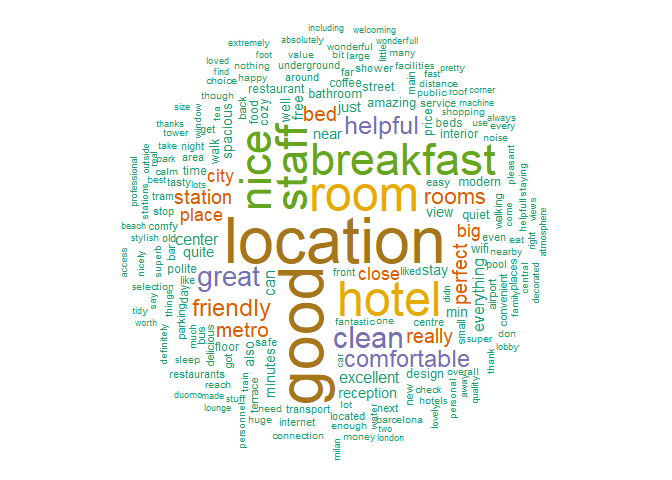 including
welcoming
absolutely
extremely
wonderful
wonderfull
foot
value
bit
large
little
many
loved
nothing
underground
far
shower
facilities
pretty
find
happy
around
coffee
street
main
fast
corner
choice
back
restaurant
bathroom
distance
though
food
cozy
well
free
just
amazing
public
roof
size
window
tea
walk
spacious
bed
price
service
machine
shopping
use
always
thanks
tower
get
near
helpful
beds
interior
every
noise
take
night
nice
staff
breakfast
pleasant
professional
outside
real
park
area
calm
time
city
room
easy
modern
helpfull
staying
best
tasty
lots
station
rooms
walking
come
views
stations
tram
place
view
quiet
right
atmosphere
beach
comfy
stop
location
big
even
eat
stylish
old
center
wifi
nearby
access
nicely
superb
bar
quite
perfect
everything
pool
central
decorated
polite
great
can
front
close
liked
stay
airport
convenient
family
places
selection
like
day
good
hotel
didn
tidy
say
things
parking
friendly
min
small
don
worth
definitely
much
bus
metro
fantastic
one
centre
super
lobby
delicious
floor
also
safe
clean
really
sleep
got
minutes
car
comfortable
thank
restaurants
train
terrace
excellent
design
overall
duomo
reach
made
stuff
reception
new
check
personal
away
quality
lounge
personnel
need
transport
lot
water
next
hotels
lovely
huge
internet
located
enough
barcelona
two
connection
money
london
milan